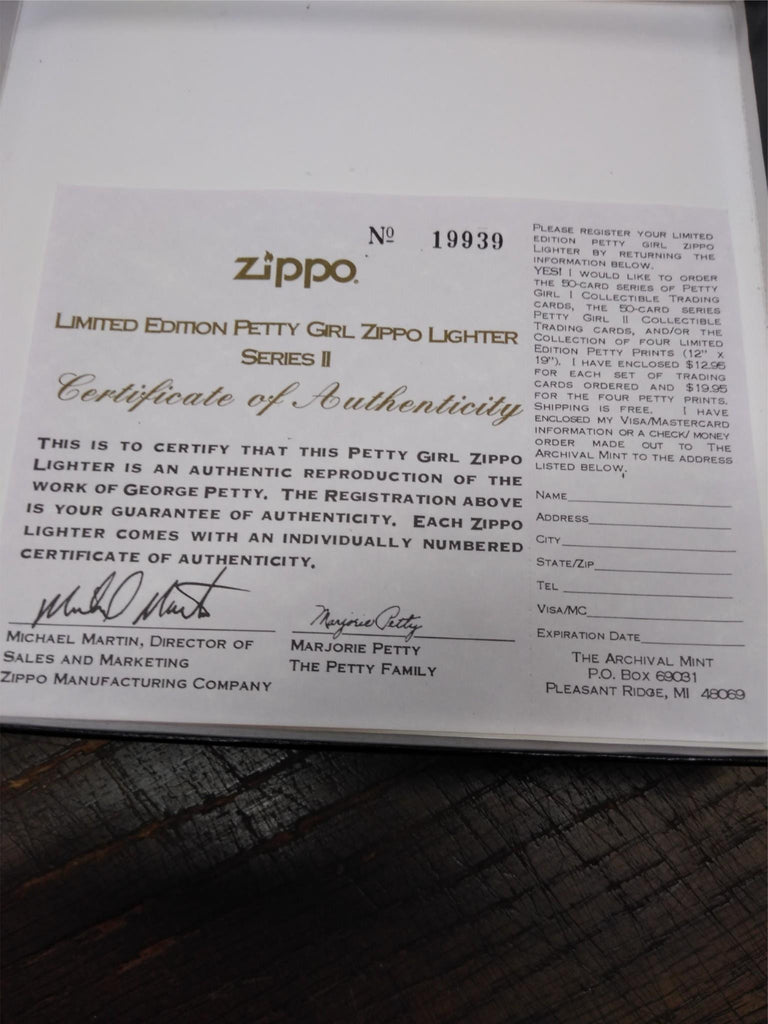 Nº 19939
zippo
LIMITED EDITION PETTY GIRL ZIPPO LIGHTER
SERIES II
Certificate of Authenticity
THIS IS TO CERTIFY THAT THIS PETTY GIRL ZIPPO
LIGHTER IS AN AUTHENTIC REPRODUCTION OF THE
WORK OF GEORGE PETTY. THE REGISTRATION ABOVE
IS YOUR GUARANTEE OF AUTHENTICITY. EACH ZIPPO
LIGHTER COMES WITH AN INDIVIDUALLY NUMBERED
CERTIFICATE OF AUTHENTICITY.
Marjorie Petty
MICHAEL MARTIN, DIRECTOR OF
SALES AND MARKETING
ZIPPO MANUFACTURING COMPANY
MARJORIE PETTY
THE PETTY FAMILY
PLEASE REGISTER YOUR LIMITED
EDITION PETTY GIRL ZIPPO
LIGHTER BY RETURNING THE
INFORMATION BELOW.
YES! I WOULD LIKE TO ORDER
THE 50-CARD SERIES OF PETTY
GIRL I COLLECTIBLE TRADING
CARDS, THE 50-CARD SERIES
PETTY GIRL II COLLECTIBLE
TRADING CARDS, AND/OR THE
COLLECTION OF FOUR LIMITED
EDITION PETTY PRINTS (12" X
19"). I HAVE ENCLOSED $12.95
FOR EACH SET OF TRADING
CARDS ORDERED AND $19.95
FOR THE FOUR PETTY PRINTS.
SHIPPING IS FREE. I HAVE
ENCLOSED MY VISA/MASTERCARD
INFORMATION OR A CHECK/ MONEY
ORDER MADE OUT TO THE
ARCHIVAL MINT TO THE ADDRESS
LISTED BELOW.
NAME
ADDRESS
CITY
STATE/ZIP
TEL
VISA/MC
EXPIRATION DATE
THE ARCHIVAL MINT
P.O. BOX 69031
PLEASANT RIDGE, MI 48069